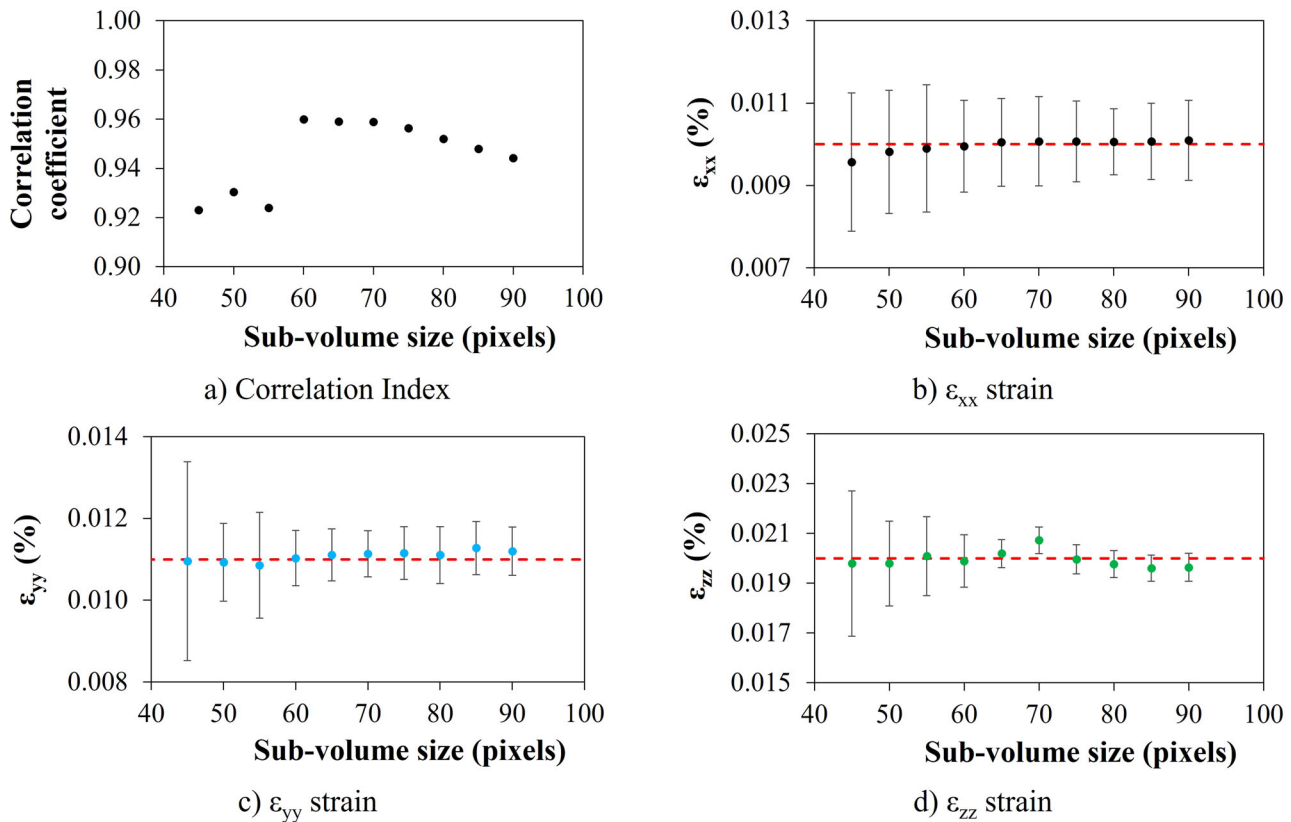 1.00
0.98
0.96
0.94
0.92
0.90
Correlation
coefficient
40 50 60 70 80 90 100
Sub-volume size (pixels)
a) Correlation Index
0.013
0.011
0.009
0.007
εxx (%)
40 50 60 70 80 90 100
Sub-volume size (pixels)
b) εxx strain
0.014
0.012
0.010
0.008
εyy (%)
40 50 60 70 80 90 100
Sub-volume size (pixels)
c) εyy strain
0.025
0.023
0.021
0.019
0.017
0.015
εzz (%)
40 50 60 70 80 90 100
Sub-volume size (pixels)
d) εzz strain